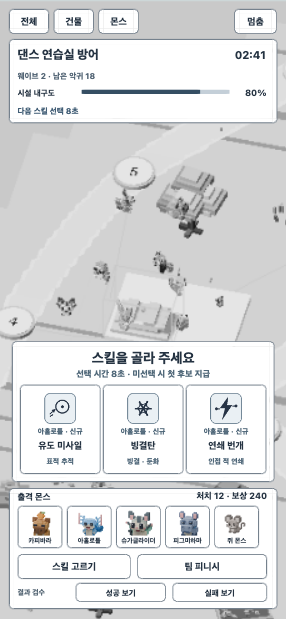 전체 건물 몬스 멈춤
댄스 연습실 방어 02:41
웨이브 2 · 남은 악귀 18
시설 내구도 80%
다음 스킬 선택 8초
5
4
스킬을 골라 주세요
선택 시간 8초 · 미선택 시 첫 후보 지급
아홀로틀 · 신규 아홀로틀 · 신규 아홀로틀 · 신규
유도 미사일 빙결탄 연쇄 번개
표적 추적 빙결 · 둔화 인접 적 연쇄
출격 몬스 처치 12 · 보상 240
카피바라 아홀로틀 슈가글라이더 피그미하마 쥐 몬스
스킬 고르기 팀 피니시
결과 검수 성공 보기 실패 보기